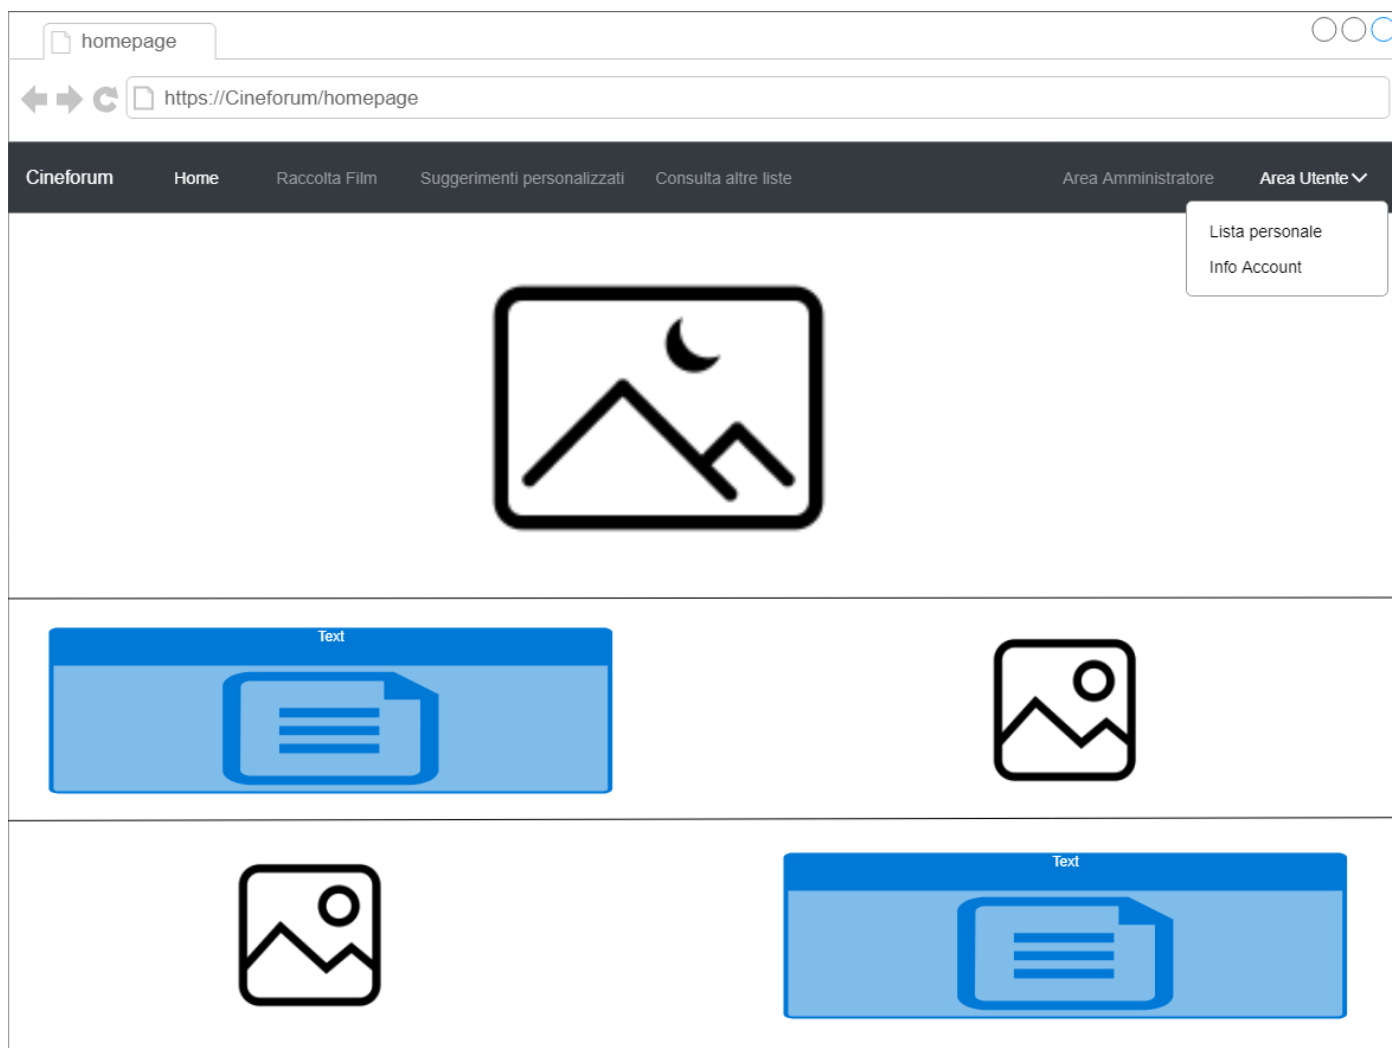 homepage
https://Cineforum/homepage
Cineforum Home Raccolta Film Suggerimenti personalizzati Consulta altre liste Area Amministratore Area Utente
Lista personale
Info Account
Text
Text